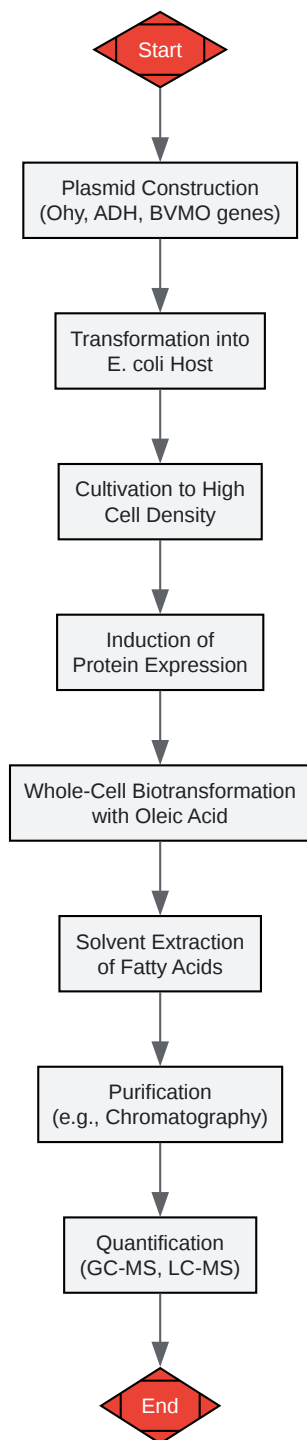 Start
Plasmid Construction
(Ohy, ADH, BVMO genes)
Transformation into
E. coli Host
Cultivation to High
Cell Density
Induction of
Protein Expression
Whole-Cell Biotransformation
with Oleic Acid
Solvent Extraction
of Fatty Acids
Purification
(e.g., Chromatography)
Quantification
(GC-MS, LC-MS)
End